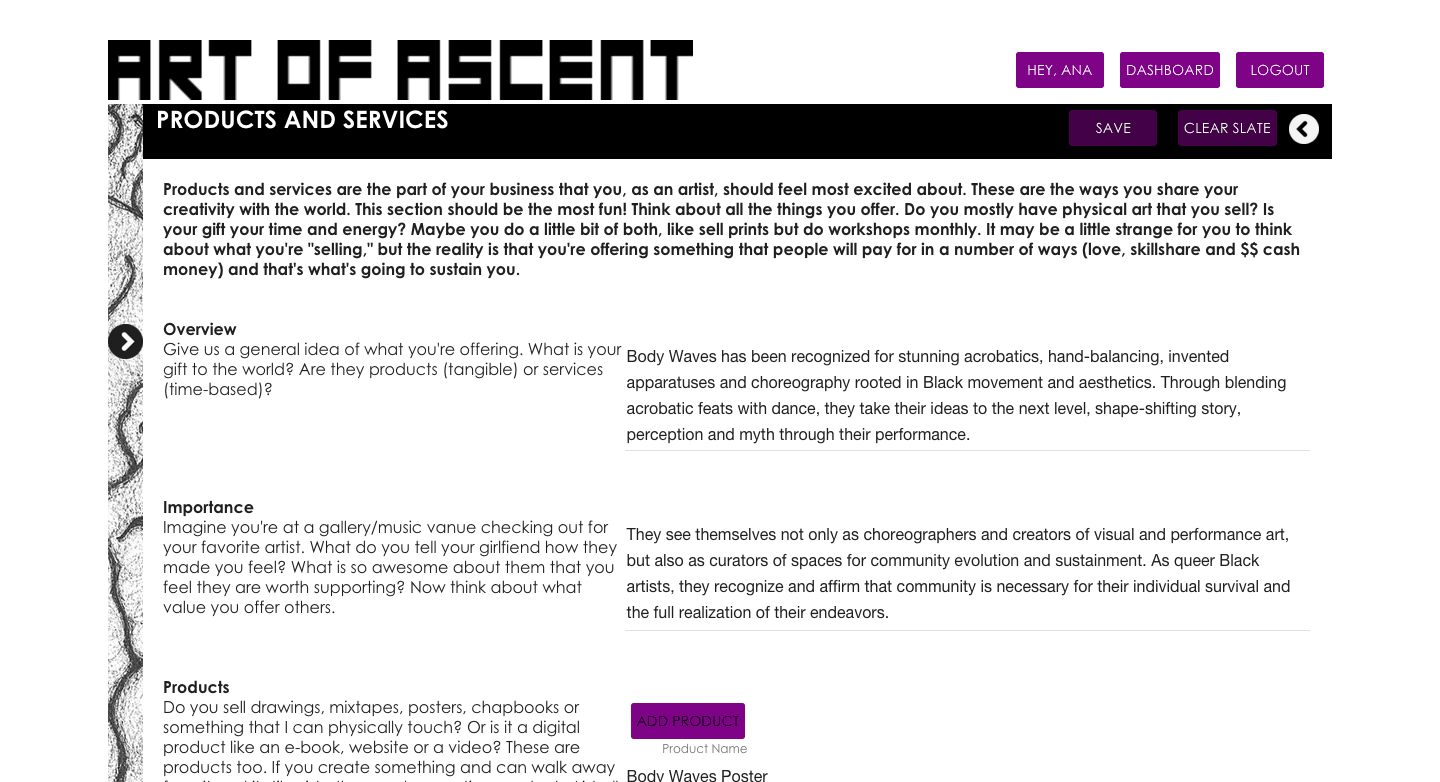 ART OF ASCENT
HEY, ANA
DASHBOARD
LOGOUT
PRODUCTS AND SERVICES
SAVE
CLEAR SLATE
Products and services are the part of your business that you, as an artist, should feel most excited about. These are the ways you share your
creativity with the world. This section should be the most fun! Think about all the things you offer. Do you mostly have physical art that you sell? Is
your gift your time and energy? Maybe you do a little bit of both, like sell prints but do workshops monthly. It may be a little strange for you to think
about what you're "selling," but the reality is that you're offering something that people will pay for in a number of ways (love, skillshare and $$ cash
money) and that's what's going to sustain you.
Overview
Give us a general idea of what you're offering. What is your
gift to the world? Are they products (tangible) or services
(time-based)?
Body Waves has been recognized for stunning acrobatics, hand-balancing, invented
apparatuses and choreography rooted in Black movement and aesthetics. Through blending
acrobatic feats with dance, they take their ideas to the next level, shape-shifting story,
perception and myth through their performance.
Importance
Imagine you're at a gallery/music vanue checking out for
your favorite artist. What do you tell your girlfiend how they
made you feel? What is so awesome about them that you
feel they are worth supporting? Now think about what
value you offer others.
They see themselves not only as choreographers and creators of visual and performance art,
but also as curators of spaces for community evolution and sustainment. As queer Black
artists, they recognize and affirm that community is necessary for their individual survival and
the full realization of their endeavors.
Products
Do you sell drawings, mixtapes, posters, chapbooks or
something that I can physically touch? Or is it a digital
product like an e-book, website or a video? These are
products too. If you create something and can walk away
ADD PRODUCT
Product Name
Body Waves Poster